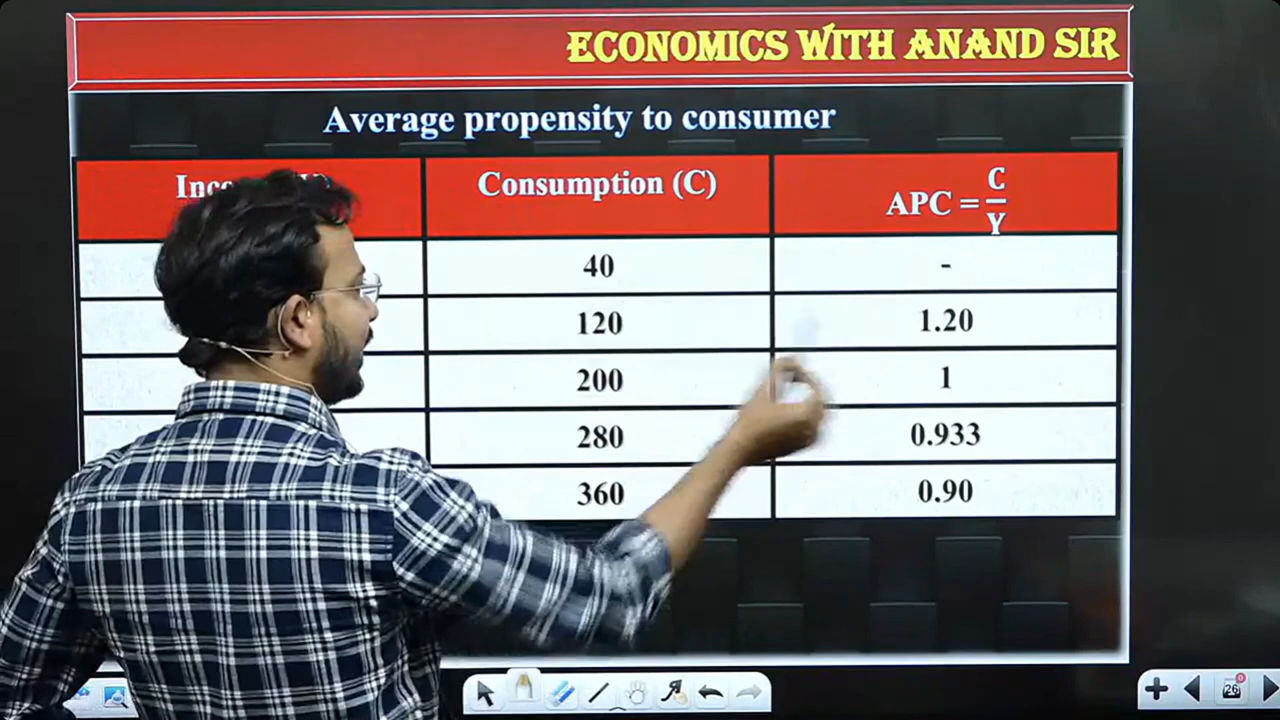 ECONOMICS WITH ANAND SIR
Average propensity to consumer
Consumption (C)
APC = C/Y
40 -
120 1.20
200 1
280 0.933
360 0.90
26